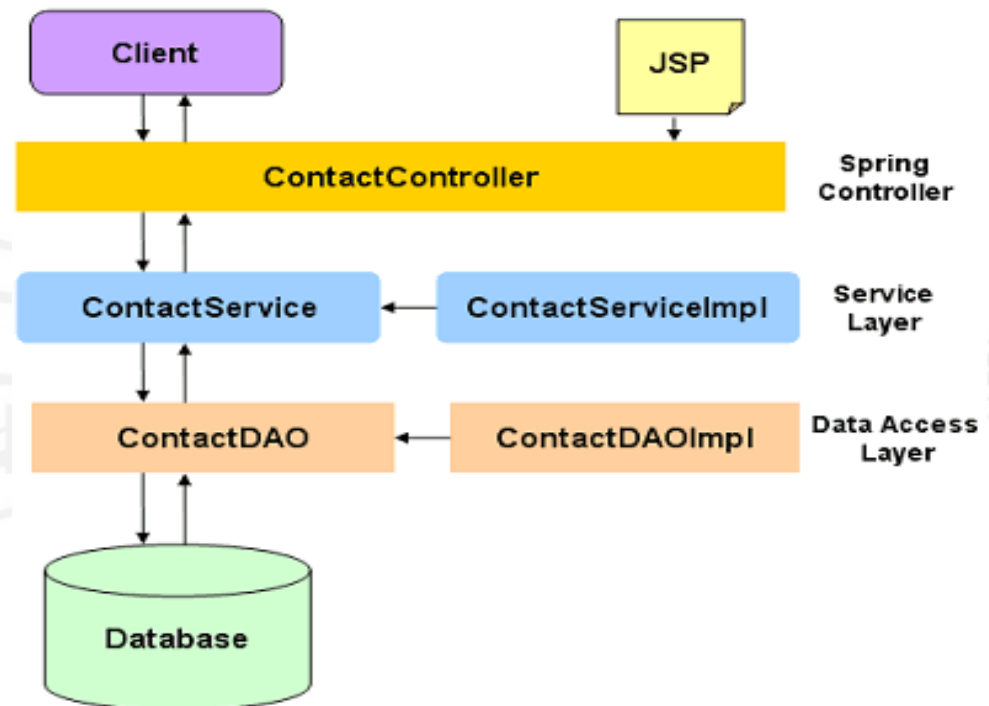 Client
JSP
ContactController
Spring
Controller
ContactService
ContactServiceImpl
Service
Layer
ContactDAO
ContactDAOImpl
Data Access
Layer
Database